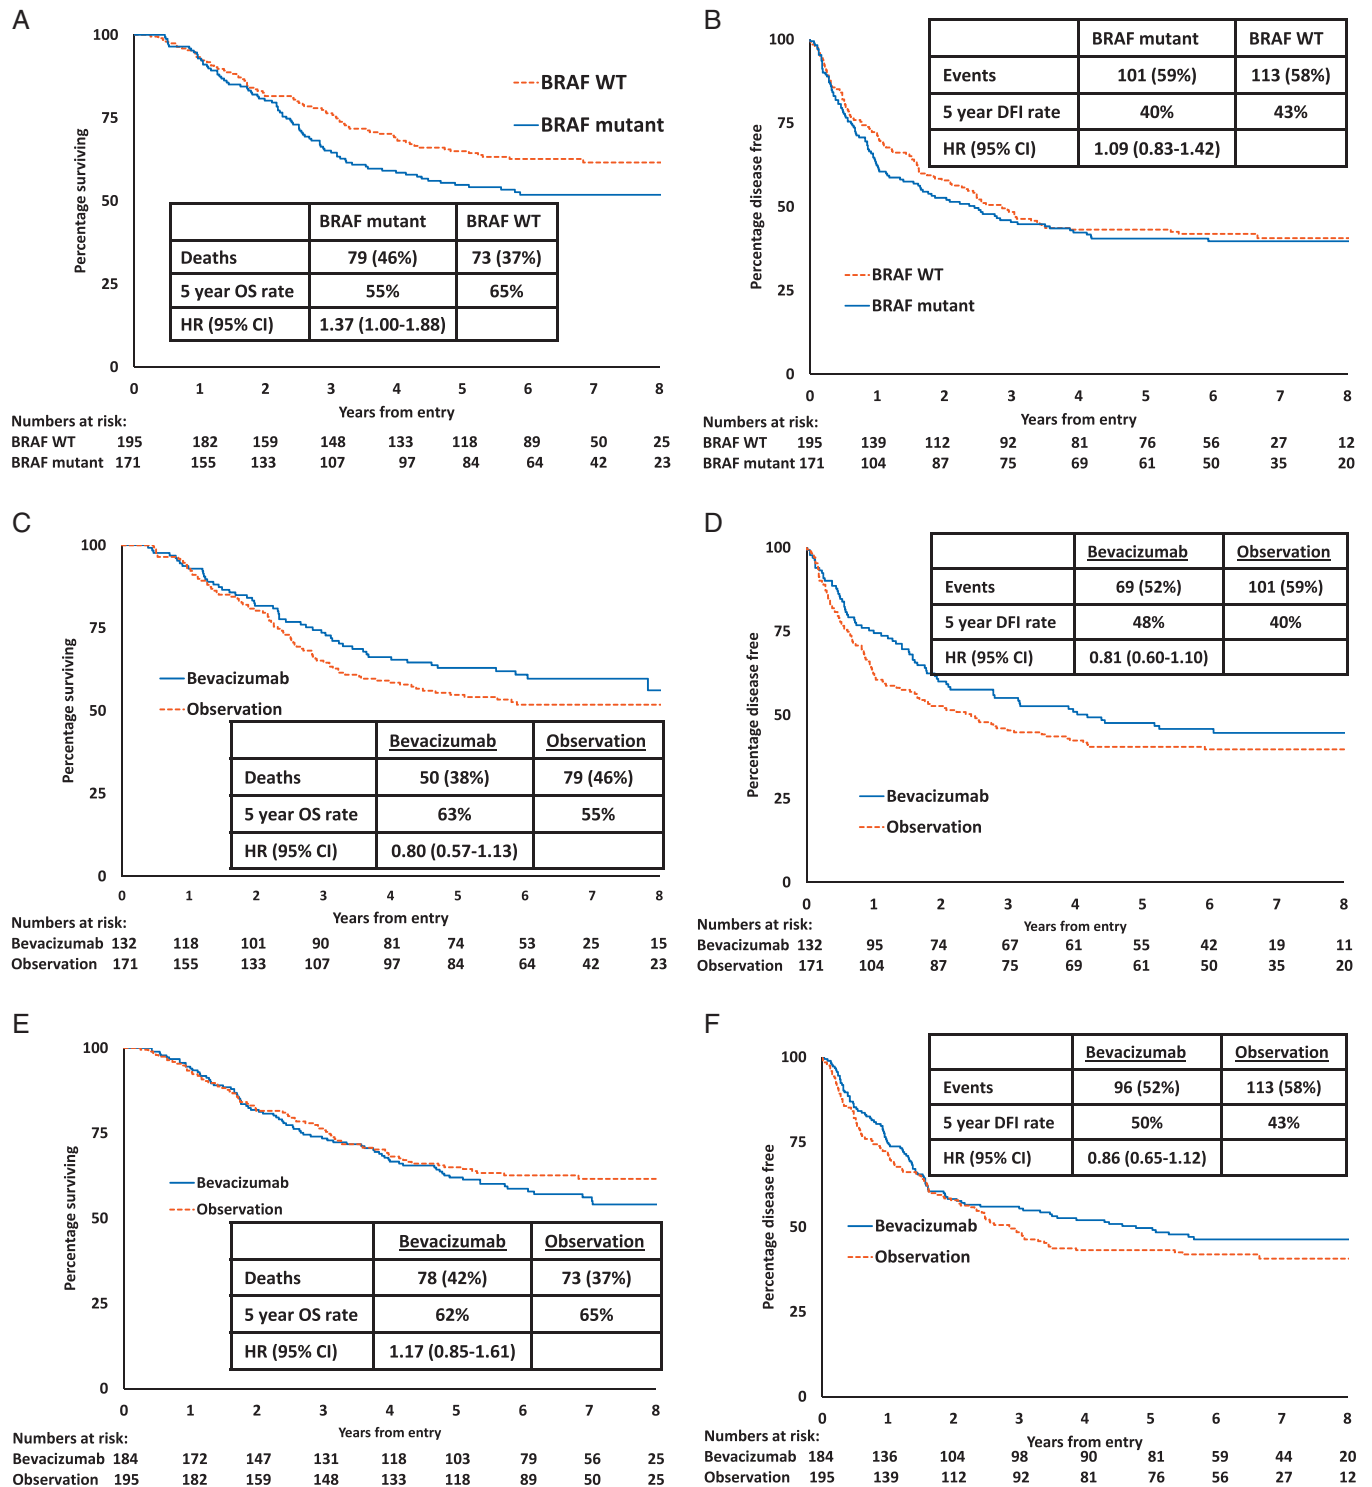 A
100
75
50
25
0
Percentage surviving
BRAF WT
BRAF mutant
BRAF mutant BRAF WT
Deaths 79 (46%) 73 (37%)
5 year OS rate 55% 65%
HR (95% CI) 1.37 (1.00-1.88)
0 1 2 3 4 5 6 7 8
Years from entry
Numbers at risk:
BRAF WT 195 182 159 148 133 118 89 50 25
BRAF mutant 171 155 133 107 97 84 64 42 23
B
100
75
50
25
0
Percentage disease free
BRAF mutant BRAF WT
Events 101 (59%) 113 (58%)
5 year DFI rate 40% 43%
HR (95% CI) 1.09 (0.83-1.42)
BRAF WT
BRAF mutant
0 1 2 3 4 5 6 7 8
Years from entry
Numbers at risk:
BRAF WT 195 139 112 92 81 76 56 27 12
BRAF mutant 171 104 87 75 69 61 50 35 20
C
100
75
50
25
0
Percentage surviving
Bevacizumab
Observation
Bevacizumab Observation
Deaths 50 (38%) 79 (46%)
5 year OS rate 63% 55%
HR (95% CI) 0.80 (0.57-1.13)
0 1 2 3 4 5 6 7 8
Years from entry
Numbers at risk:
Bevacizumab 132 118 101 90 81 74 53 25 15
Observation 171 155 133 107 97 84 64 42 23
D
100
75
50
25
0
Percentage disease free
Bevacizumab Observation
Events 69 (52%) 101 (59%)
5 year DFI rate 48% 40%
HR (95% CI) 0.81 (0.60-1.10)
Bevacizumab
Observation
0 1 2 3 4 5 6 7 8
Years from entry
Numbers at risk:
Bevacizumab 132 95 74 67 61 55 42 19 11
Observation 171 104 87 75 69 61 50 35 20
E
100
75
50
25
0
Percentage surviving
Bevacizumab
Observation
Bevacizumab Observation
Deaths 78 (42%) 73 (37%)
5 year OS rate 62% 65%
HR (95% CI) 1.17 (0.85-1.61)
0 1 2 3 4 5 6 7 8
Years from entry
Numbers at risk:
Bevacizumab 184 172 147 131 118 103 79 56 25
Observation 195 182 159 148 133 118 89 50 25
F
100
75
50
25
0
Percentage disease free
Bevacizumab Observation
Events 96 (52%) 113 (58%)
5 year DFI rate 50% 43%
HR (95% CI) 0.86 (0.65-1.12)
Bevacizumab
Observation
0 1 2 3 4 5 6 7 8
Years from entry
Numbers at risk:
Bevacizumab 184 136 104 98 90 81 59 44 20
Observation 195 139 112 92 81 76 56 27 12